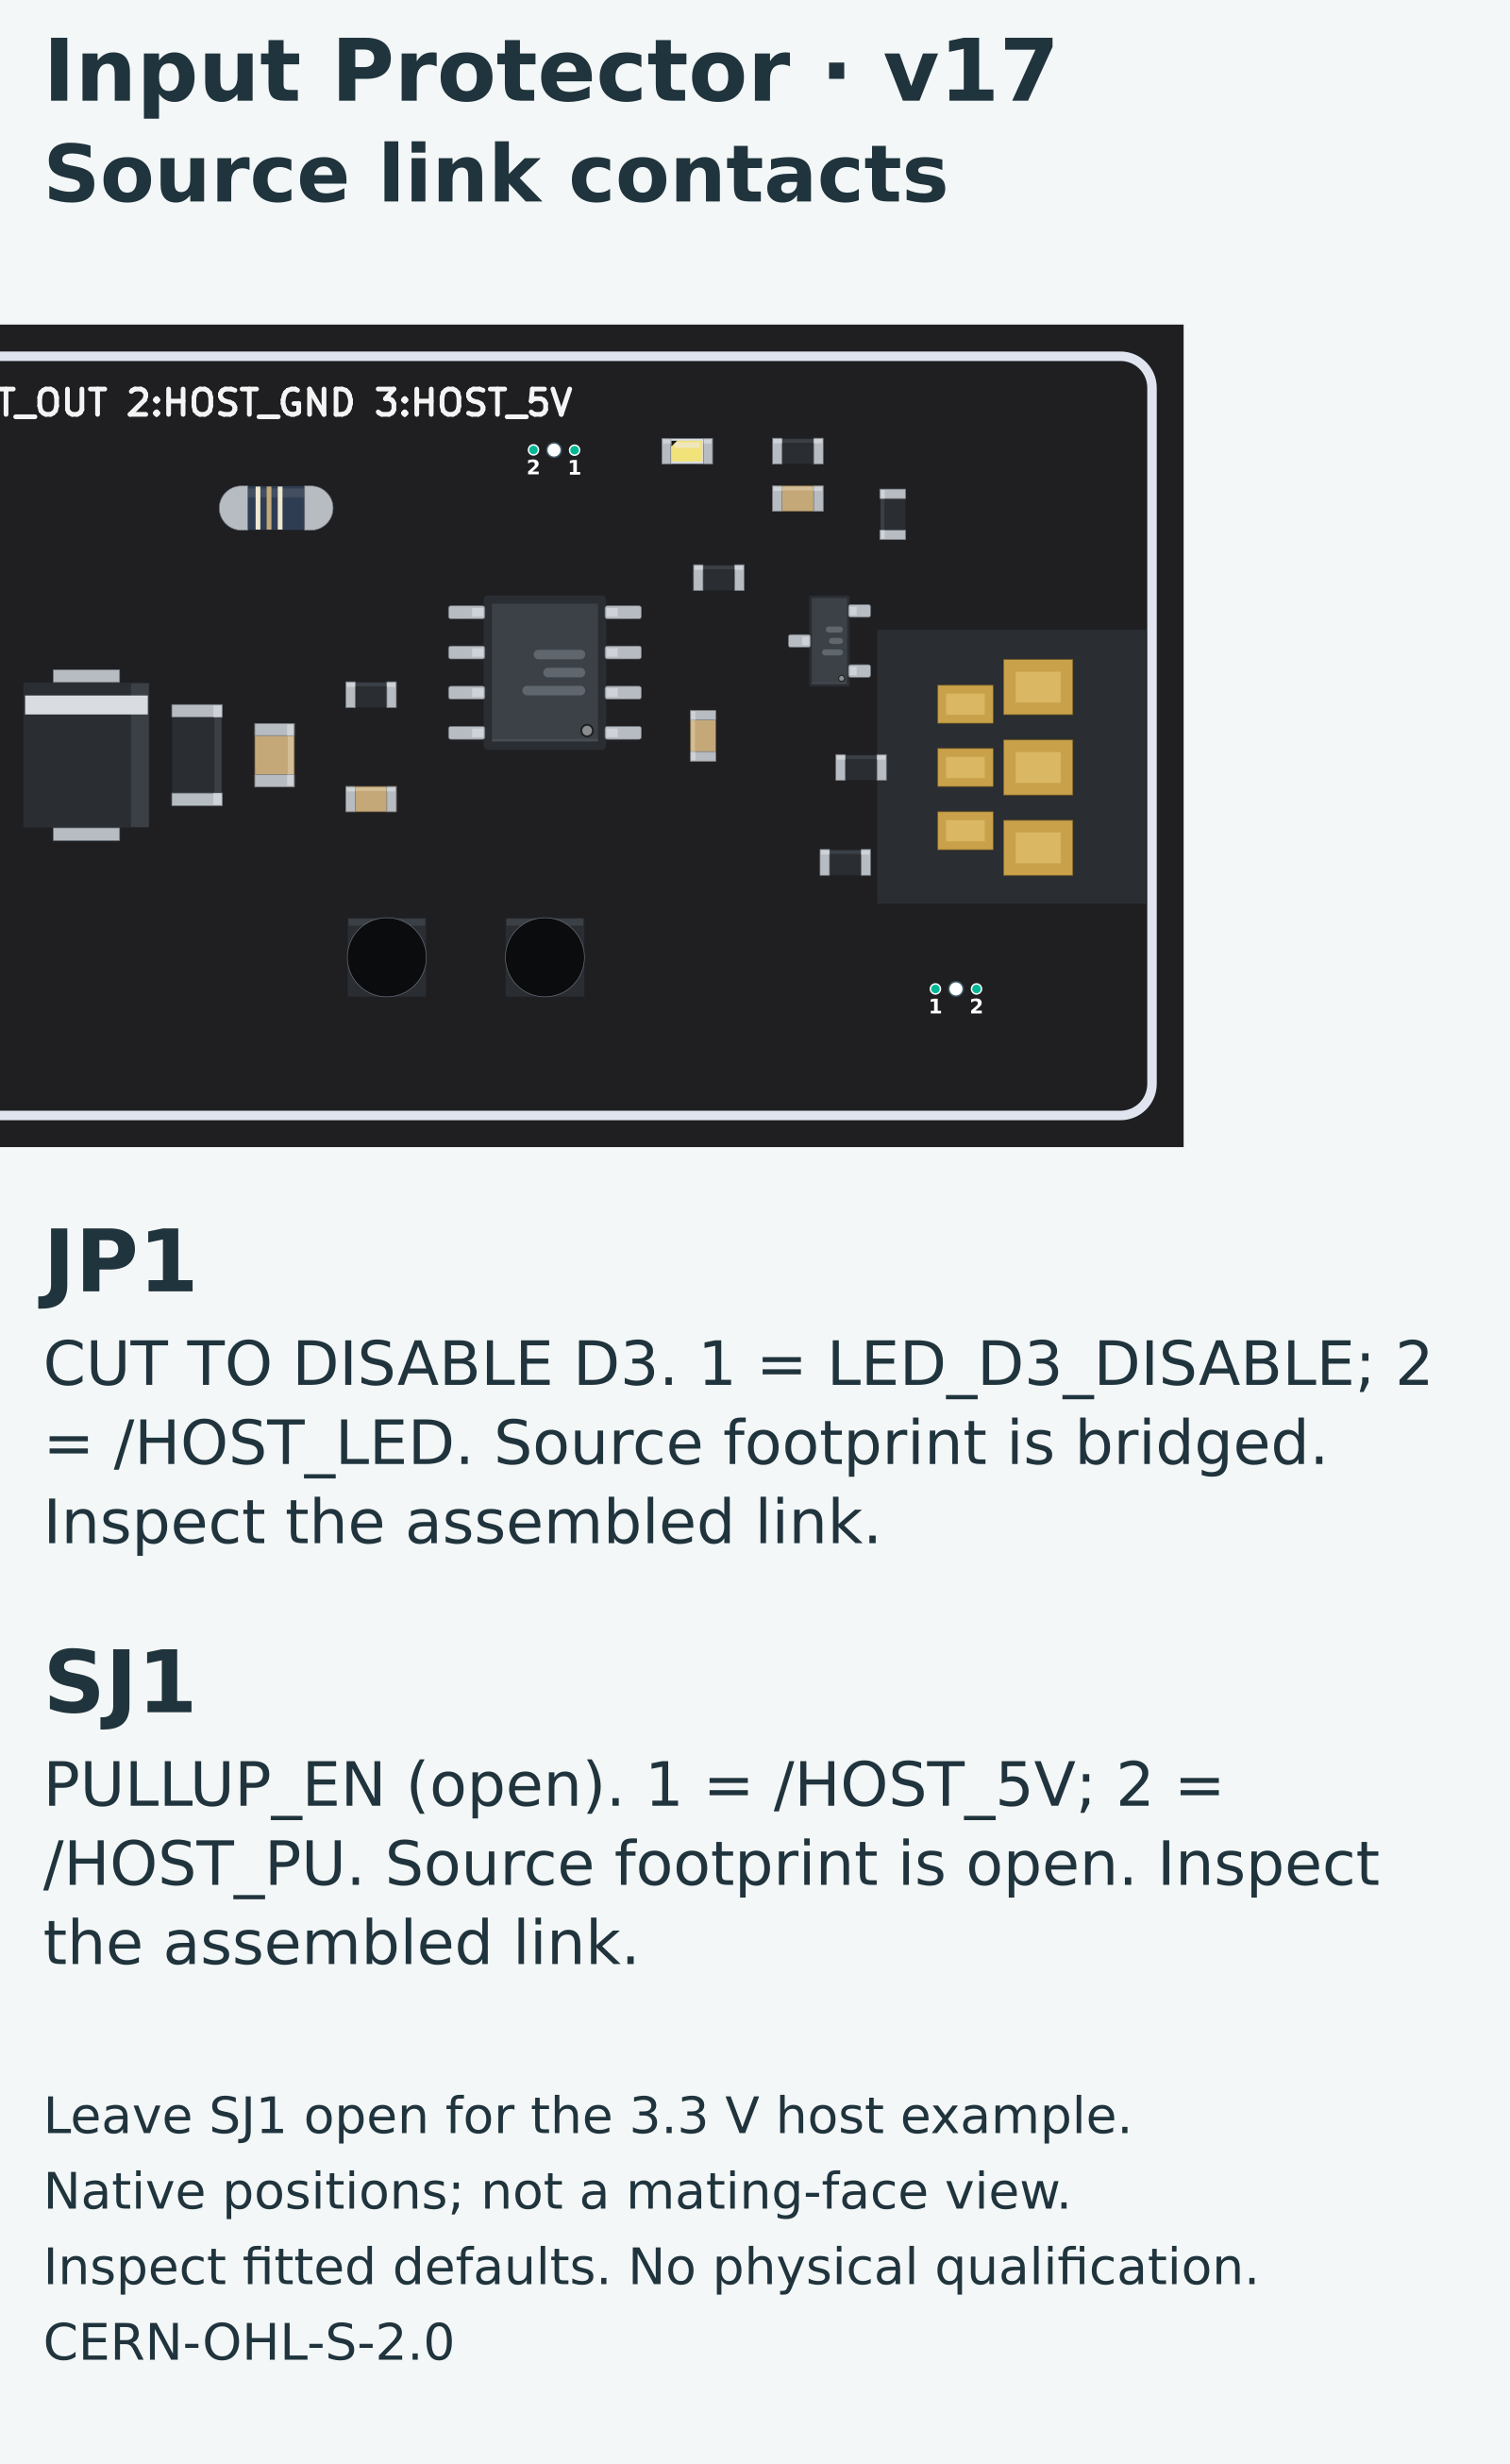 Input Protector · v17
Source link contacts
T_OUT 2:HOST_GND 3:HOST_5V
2 1
1 2
JP1
CUT TO DISABLE D3. 1 = LED_D3_DISABLE; 2
= /HOST_LED. Source footprint is bridged.
Inspect the assembled link.
SJ1
PULLUP_EN (open). 1 = /HOST_5V; 2 =
/HOST_PU. Source footprint is open. Inspect
the assembled link.
Leave SJ1 open for the 3.3 V host example.
Native positions; not a mating-face view.
Inspect fitted defaults. No physical qualification.
CERN-OHL-S-2.0